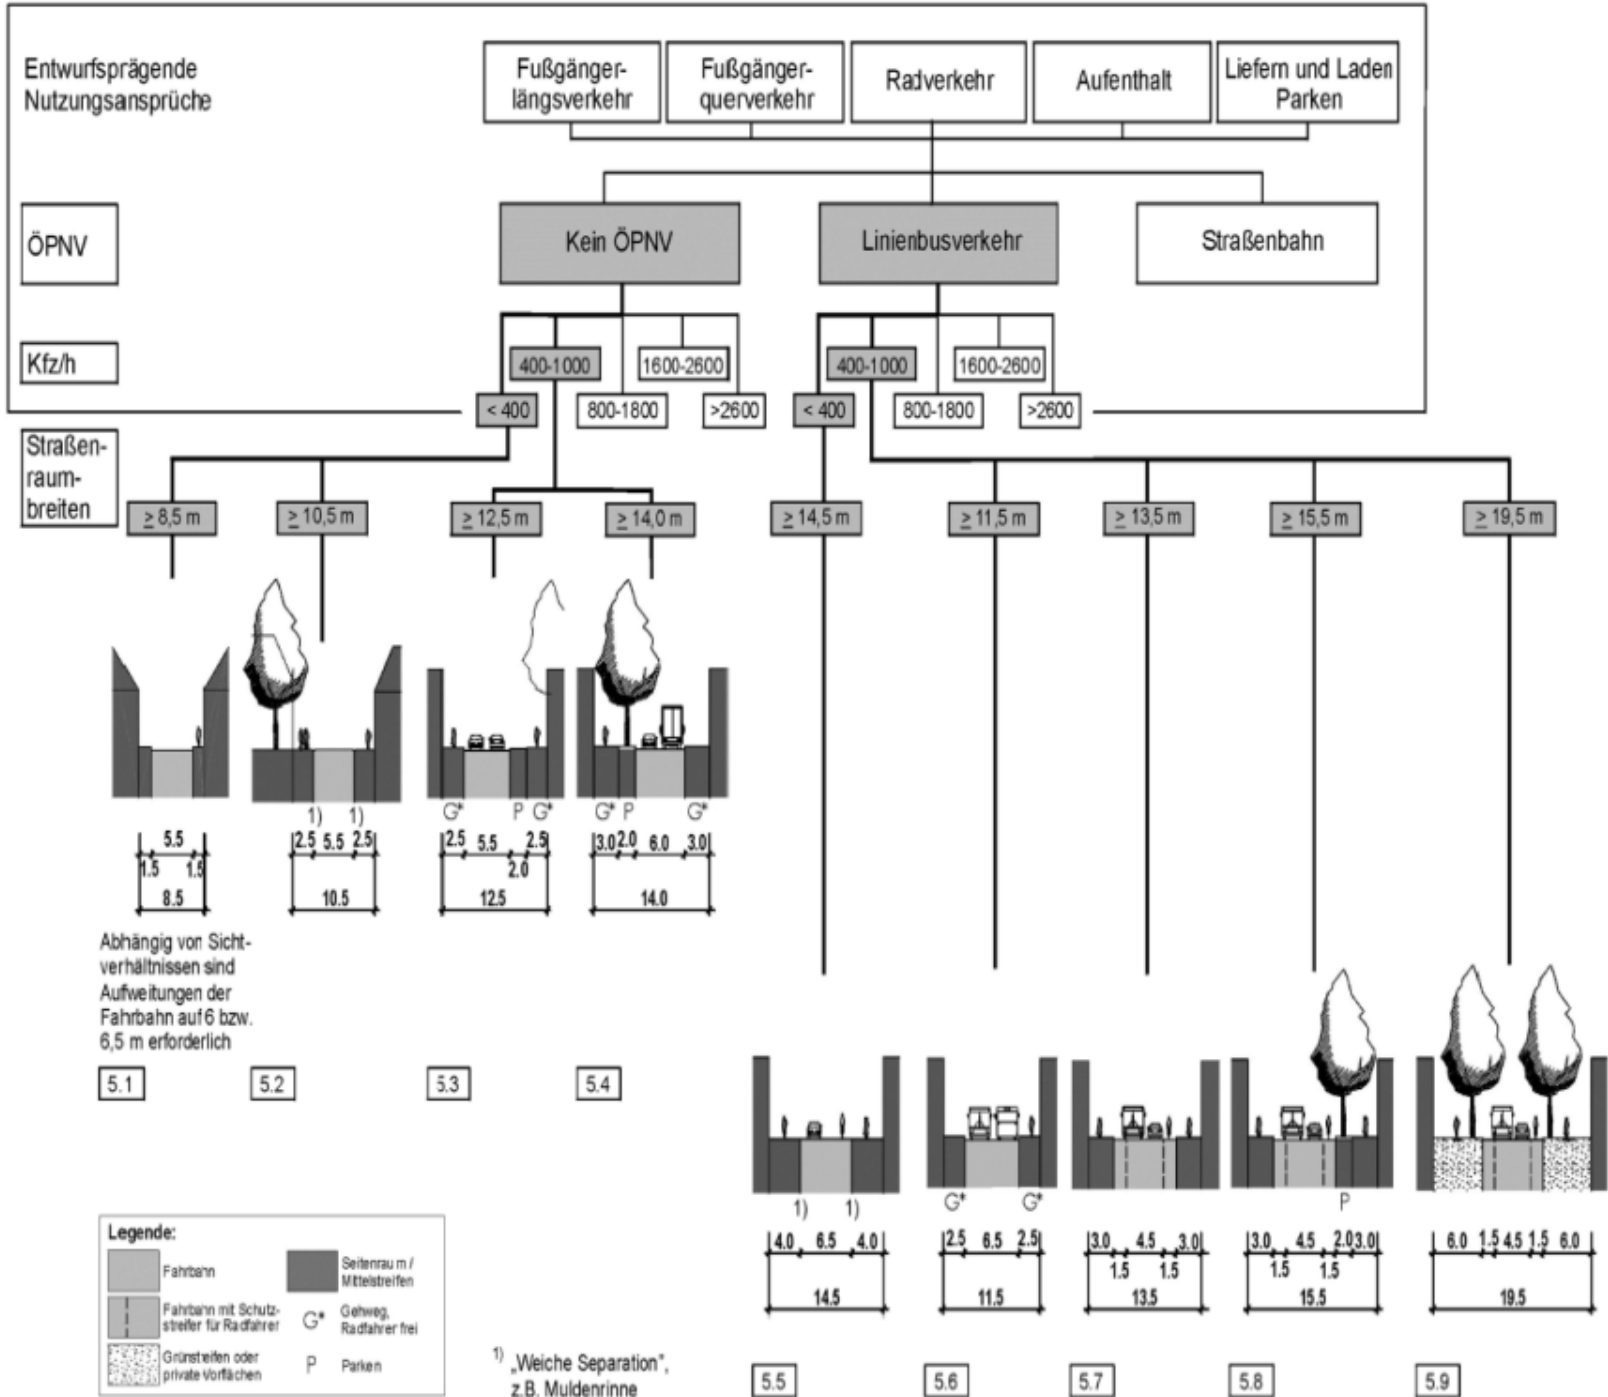 Entwurfsprägende
Nutzungsansprüche
Fußgänger-
längsverkehr
Fußgänger-
querverkehr
Radverkehr
Aufenthalt
Liefern und Laden
Parken
ÖPNV
Kein ÖPNV
Linienbusverkehr
Straßenbahn
Kfz/h
400-1000
1600-2600
400-1000
1600-2600
< 400
800-1800
>2600
< 400
800-1800
>2600
Straßen-
raum-
breiten
≥ 8,5 m
≥ 10,5 m
≥ 12,5 m
≥ 14,0 m
≥ 14,5 m
≥ 11,5 m
≥ 13,5 m
≥ 15,5 m
≥ 19,5 m
1) 1)
G* P G*
G* P G*
5.5
1.5 1.5
8.5
2.5 5.5 2.5
10.5
2.5 5.5 2.5
2.0
12.5
3.0 2.0 6.0 3.0
14.0
Abhängig von Sicht-
verhältnissen sind
Aufweitungen der
Fahrbahn auf 6 bzw.
6,5 m erforderlich
5.1
5.2
5.3
5.4
1) 1)
G* G*
P
4.0 6.5 4.0
14.5
2.5 6.5 2.5
11.5
3.0 4.5 3.0
1.5 1.5
13.5
3.0 4.5 2.0 3.0
1.5 1.5
15.5
6.0 1.5 4.5 1.5 6.0
19.5
Legende:
Fahrbahn
Seitenraum /
Mittelstreifen
Fahrbahn mit Schutz-
streifer für Radfahrer
G* Gehweg,
Radfahrer frei
Grünstreifen oder
private Vorflächen
P Parken
1) „Weiche Separation",
z.B. Muldenrinne
5.5
5.6
5.7
5.8
5.9